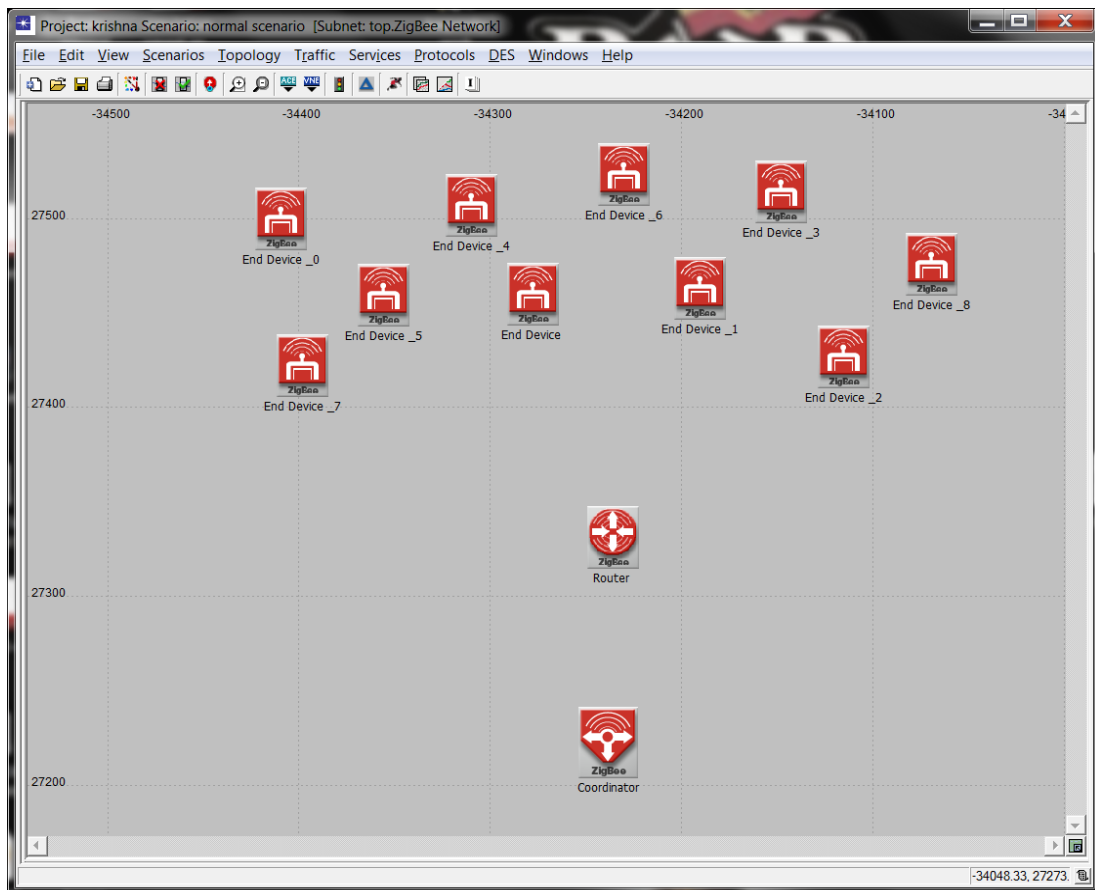 Project: krishna Scenario: normal scenario [Subnet: top.ZigBee Network]
File Edit View Scenarios Topology Traffic Services Protocols DES Windows Help
ACE VNE
-34500 -34400 -34300 -34200 -34100 -34
ZigBee
End Device _6
ZigBee
End Device _3
27500
ZigBee
End Device _4
ZigBee
End Device _0
ZigBee
End Device _8
ZigBee
End Device _5
ZigBee
End Device
ZigBee
End Device _1
ZigBee
End Device _2
ZigBee
End Device _7
27400
ZigBee
Router
27300
ZigBee
Coordinator
27200
-34048.33, 27273.